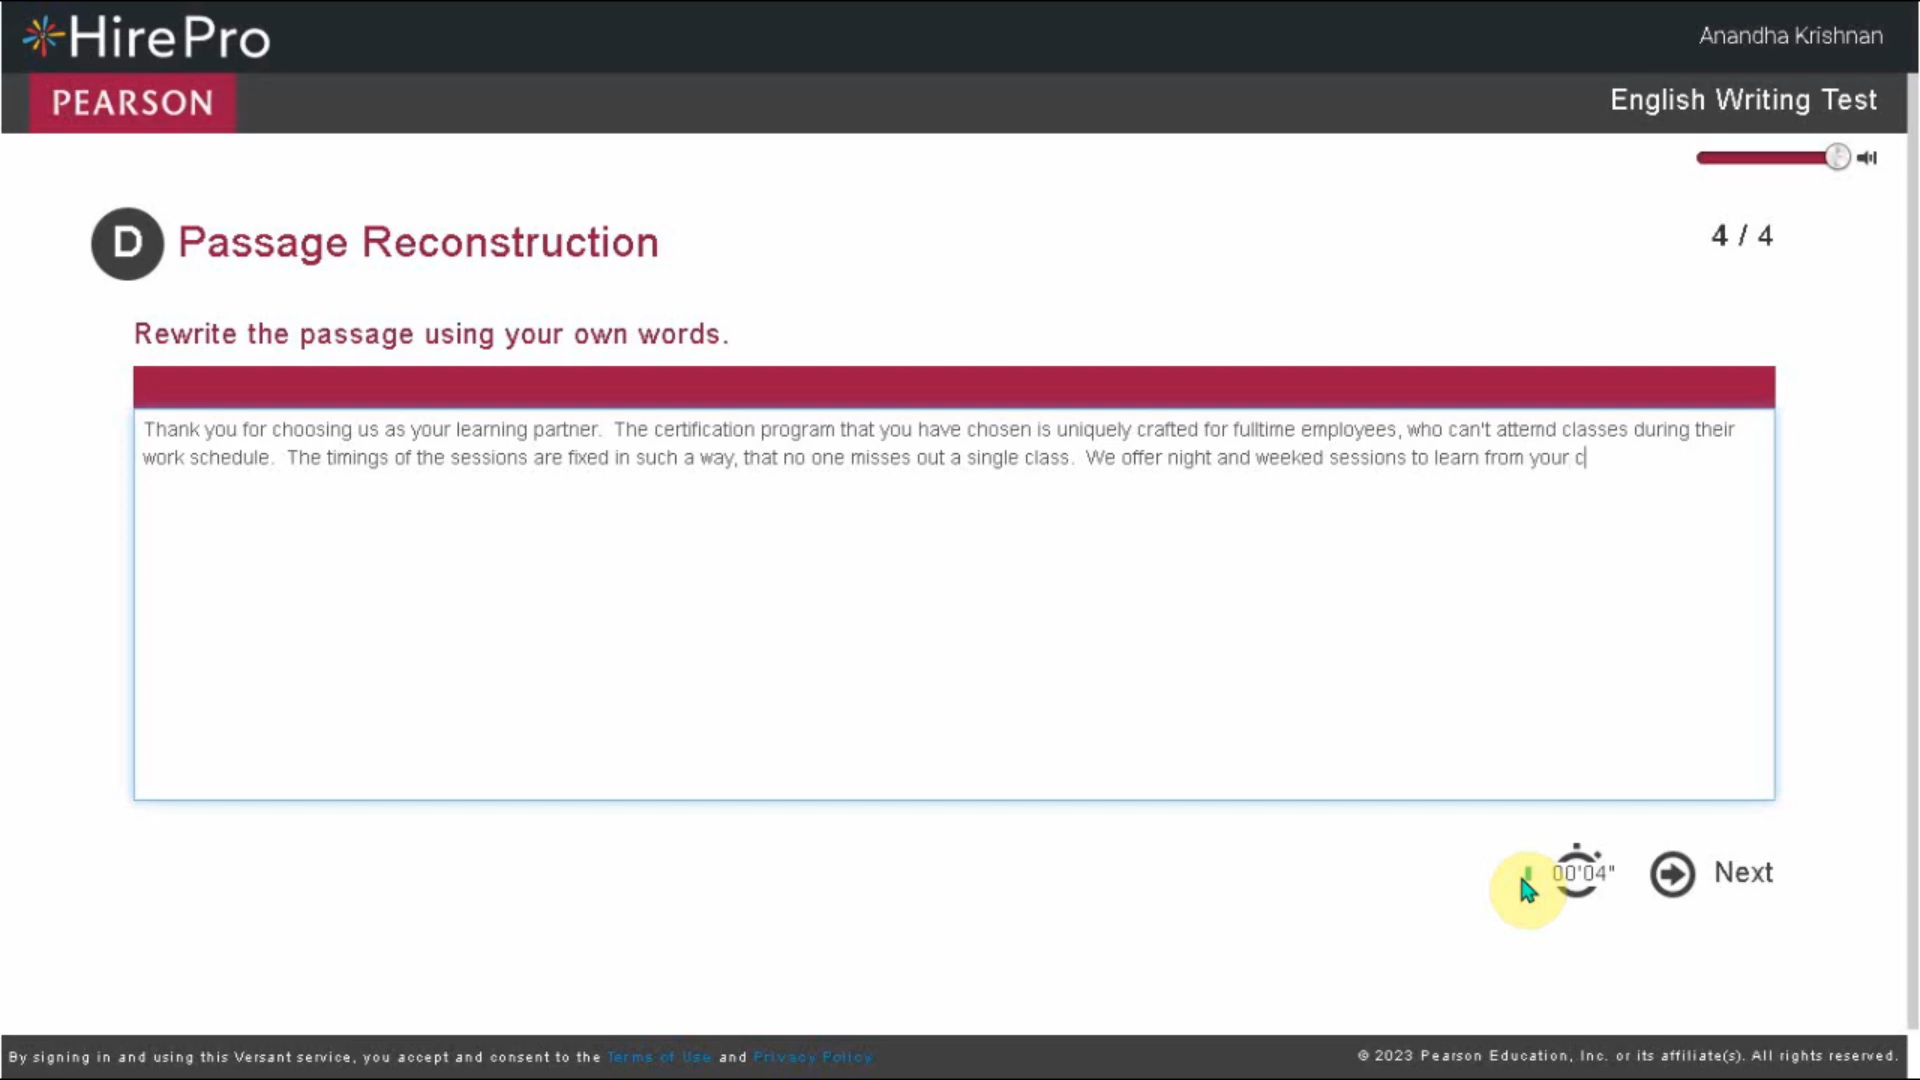 HirePro
Anandha Krishnan
PEARSON
English Writing Test
D Passage Reconstruction
4 / 4
Rewrite the passage using your own words.
Thank you for choosing us as your learning partner.  The certification program that you have chosen is uniquely crafted for fulltime employees, who can't attemd classes during their
work schedule.  The timings of the sessions are fixed in such a way, that no one misses out a single class.  We offer night and weeked sessions to learn from your c
00'04"
Next
By signing in and using this Versant service, you accept and consent to the Terms of Use and Privacy Policy
© 2023 Pearson Education, Inc. or its affiliate(s). All rights reserved.